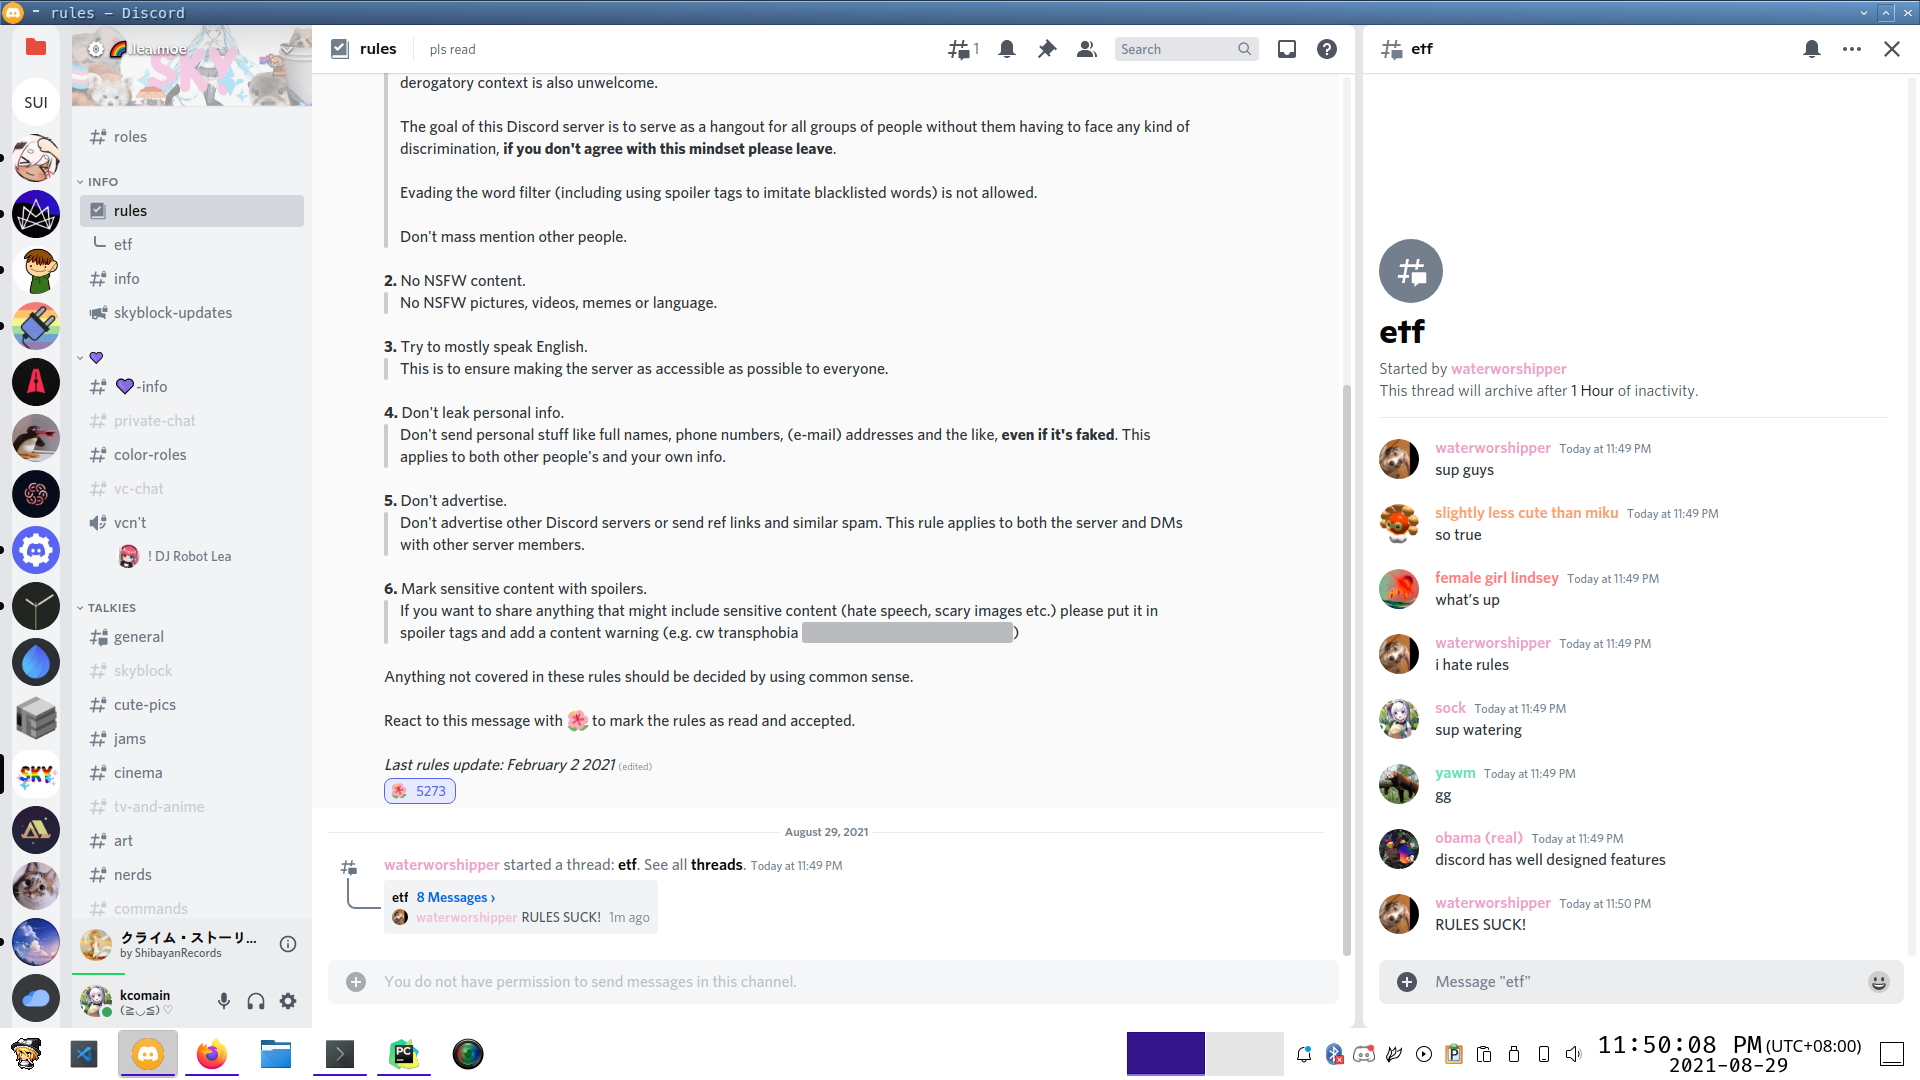 rules — Discord
SUI
.lea.moe
SKY
roles
INFO
rules
etf
info
skyblock-updates
-info
private-chat
color-roles
vc-chat
vcn't
! DJ Robot Lea
TALKIES
general
skyblock
cute-pics
jams
cinema
tv-and-anime
art
nerds
commands
SKY
クライム・ストーリ...
by ShibayanRecords
kcomain
(≧◡≦) ♡
rules
pls read
1
Search
derogatory context is also unwelcome.
The goal of this Discord server is to serve as a hangout for all groups of people without them having to face any kind of
discrimination, if you don't agree with this mindset please leave.
Evading the word filter (including using spoiler tags to imitate blacklisted words) is not allowed.
Don't mass mention other people.
2. No NSFW content.
No NSFW pictures, videos, memes or language.
3. Try to mostly speak English.
This is to ensure making the server as accessible as possible to everyone.
4. Don't leak personal info.
Don't send personal stuff like full names, phone numbers, (e-mail) addresses and the like, even if it's faked. This
applies to both other people's and your own info.
5. Don't advertise.
Don't advertise other Discord servers or send ref links and similar spam. This rule applies to both the server and DMs
with other server members.
6. Mark sensitive content with spoilers.
If you want to share anything that might include sensitive content (hate speech, scary images etc.) please put it in
spoiler tags and add a content warning (e.g. cw transphobia )
Anything not covered in these rules should be decided by using common sense.
React to this message with 🌺 to mark the rules as read and accepted.
Last rules update: February 2 2021 (edited)
🌺 5273
August 29, 2021
waterworshipper started a thread: etf. See all threads. Today at 11:49 PM
etf 8 Messages ›
waterworshipper RULES SUCK! 1m ago
You do not have permission to send messages in this channel.
etf
etf
Started by waterworshipper
This thread will archive after 1 Hour of inactivity.
waterworshipper Today at 11:49 PM
sup guys
slightly less cute than miku Today at 11:49 PM
so true
female girl lindsey Today at 11:49 PM
what's up
waterworshipper Today at 11:49 PM
i hate rules
sock Today at 11:49 PM
sup watering
yawm Today at 11:49 PM
gg
obama (real) Today at 11:49 PM
discord has well designed features
waterworshipper Today at 11:50 PM
RULES SUCK!
Message "etf"
PC
P
11:50:08 PM (UTC+08:00)
2021-08-29